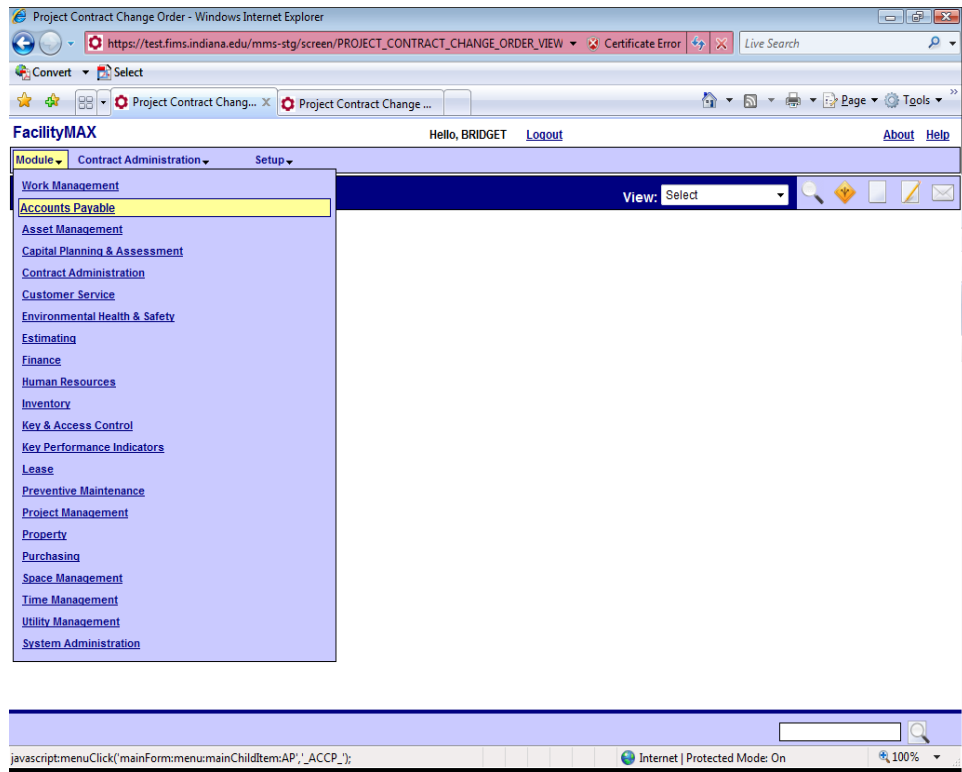 Project Contract Change Order - Windows Internet Explorer
https://test.fims.indiana.edu/mms-stg/screen/PROJECT_CONTRACT_CHANGE_ORDER_VIEW Certificate Error Live Search
Convert Select
Project Contract Chang... X Project Contract Change ... Page Tools »
FacilityMAX Hello, BRIDGET Logout About Help
Module Contract Administration Setup
View: Select
Work Management
Accounts Payable
Asset Management
Capital Planning & Assessment
Contract Administration
Customer Service
Environmental Health & Safety
Estimating
Finance
Human Resources
Inventory
Key & Access Control
Key Performance Indicators
Lease
Preventive Maintenance
Project Management
Property
Purchasing
Space Management
Time Management
Utility Management
System Administration
javascript:menuClick('mainForm:menu:mainChildItem:AP','_ACCP_'); Internet | Protected Mode: On 100%